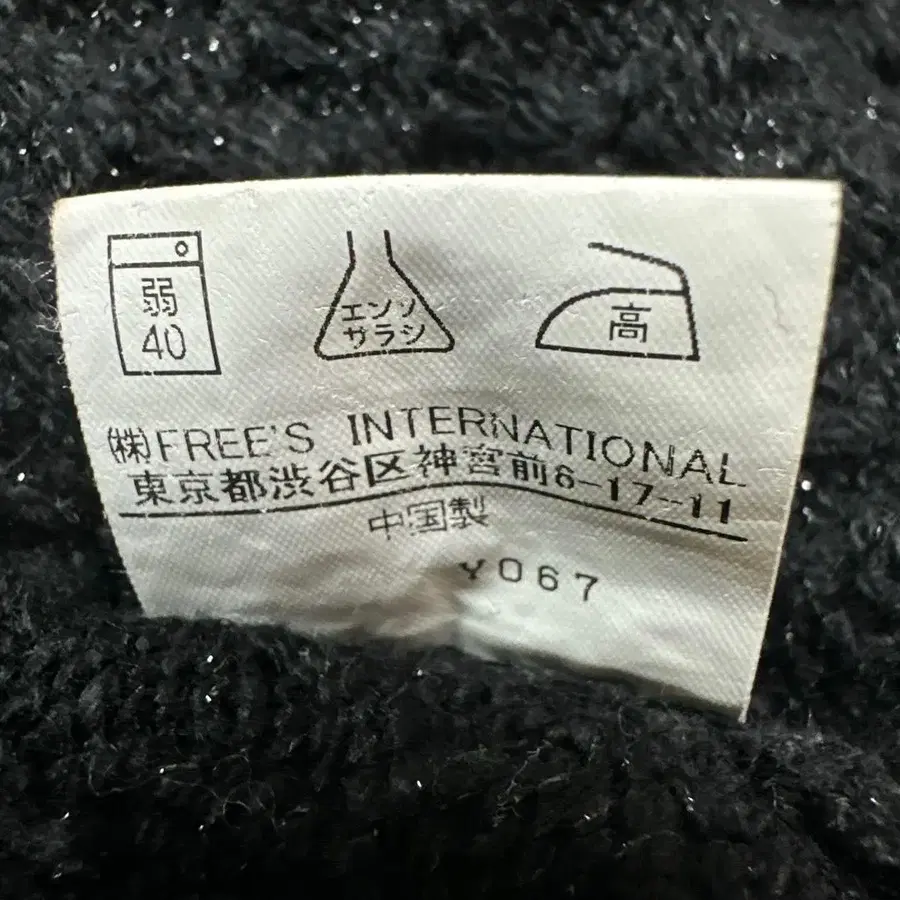 弱
40
エンソ
サラシ
高
(株)FREE'S INTERNATIONAL
東京都渋谷区神宮前6-17-11
中国製
Y067